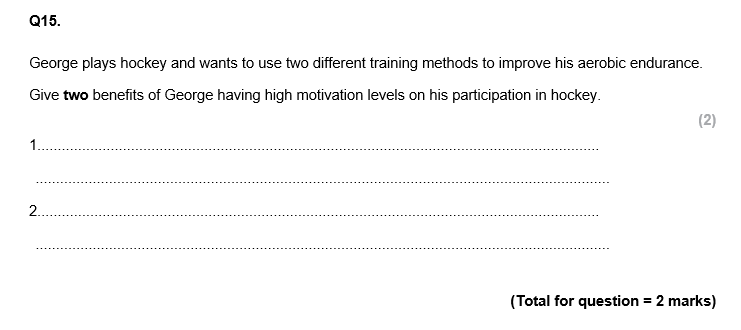 Q15.
George plays hockey and wants to use two different training methods to improve his aerobic endurance.
Give two benefits of George having high motivation levels on his participation in hockey.
(2)
1....................................................................................................................................................
....................................................................................................................................................
2....................................................................................................................................................
....................................................................................................................................................
(Total for question = 2 marks)